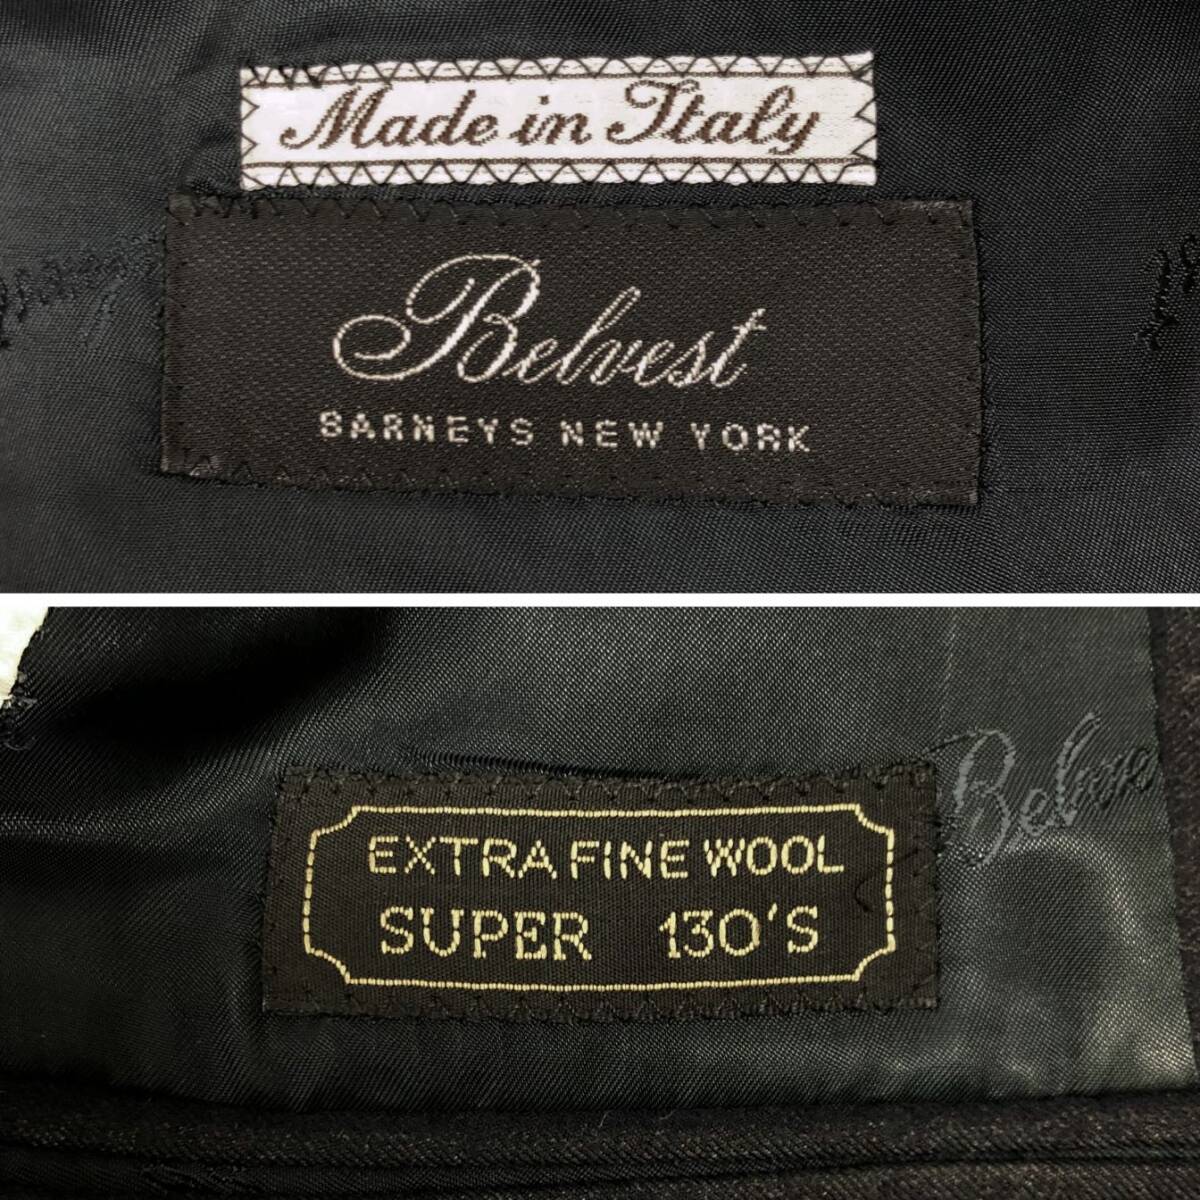 Made in Italy
Belvest
BARNEYS NEW YORK
EXTRA FINE WOOL
SUPER 130'S